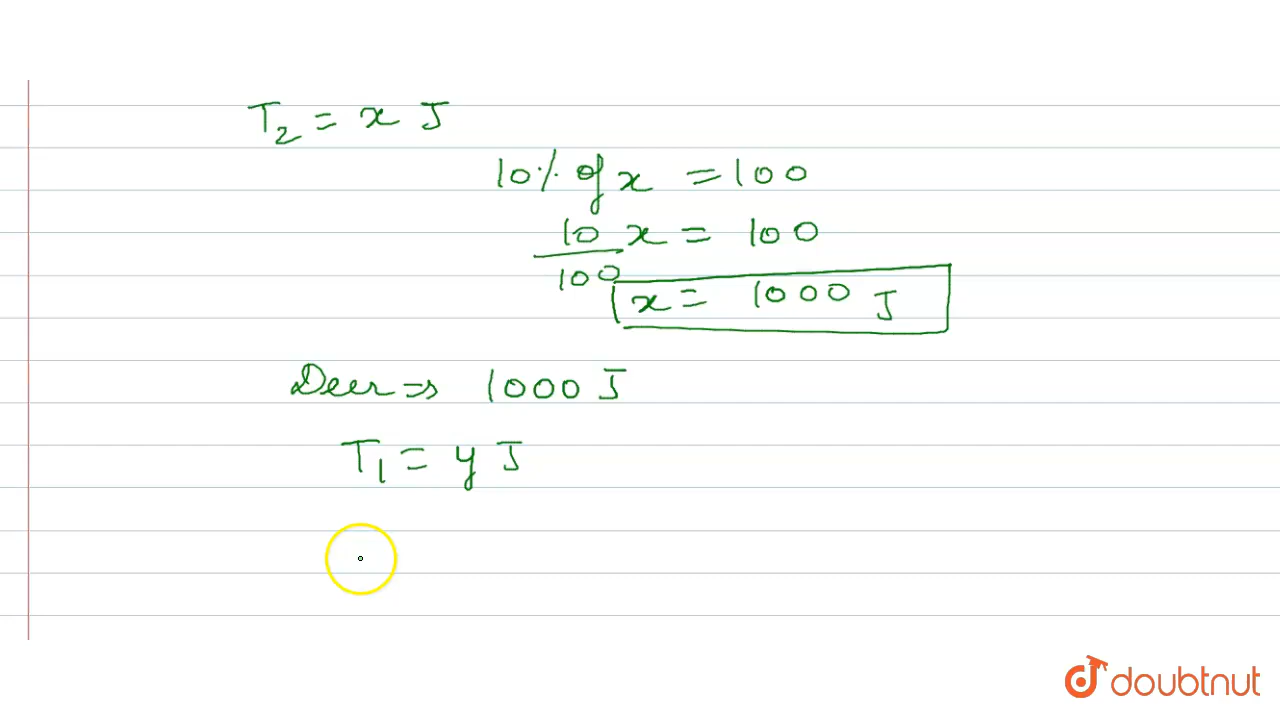 T2 = x J
10% of x = 100
10/100 x = 100
x = 1000 J
Deer ⇒ 1000 J
T1 = y J
doubtnut